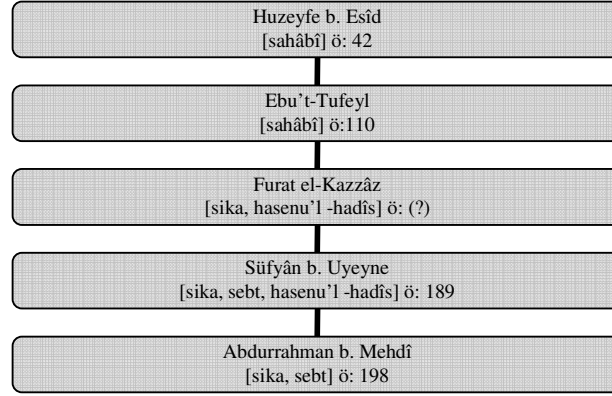 Huzeyfe b. Esîd
[sahâbî] ö: 42
Ebu’t-Tufeyl
[sahâbî] ö:110
Furat el-Kazzâz
[sika, hasenu’l -hadîs] ö: (?)
Süfyân b. Uyeyne
[sika, sebt, hasenu’l -hadîs] ö: 189
Abdurrahman b. Mehdî
[sika, sebt] ö: 198